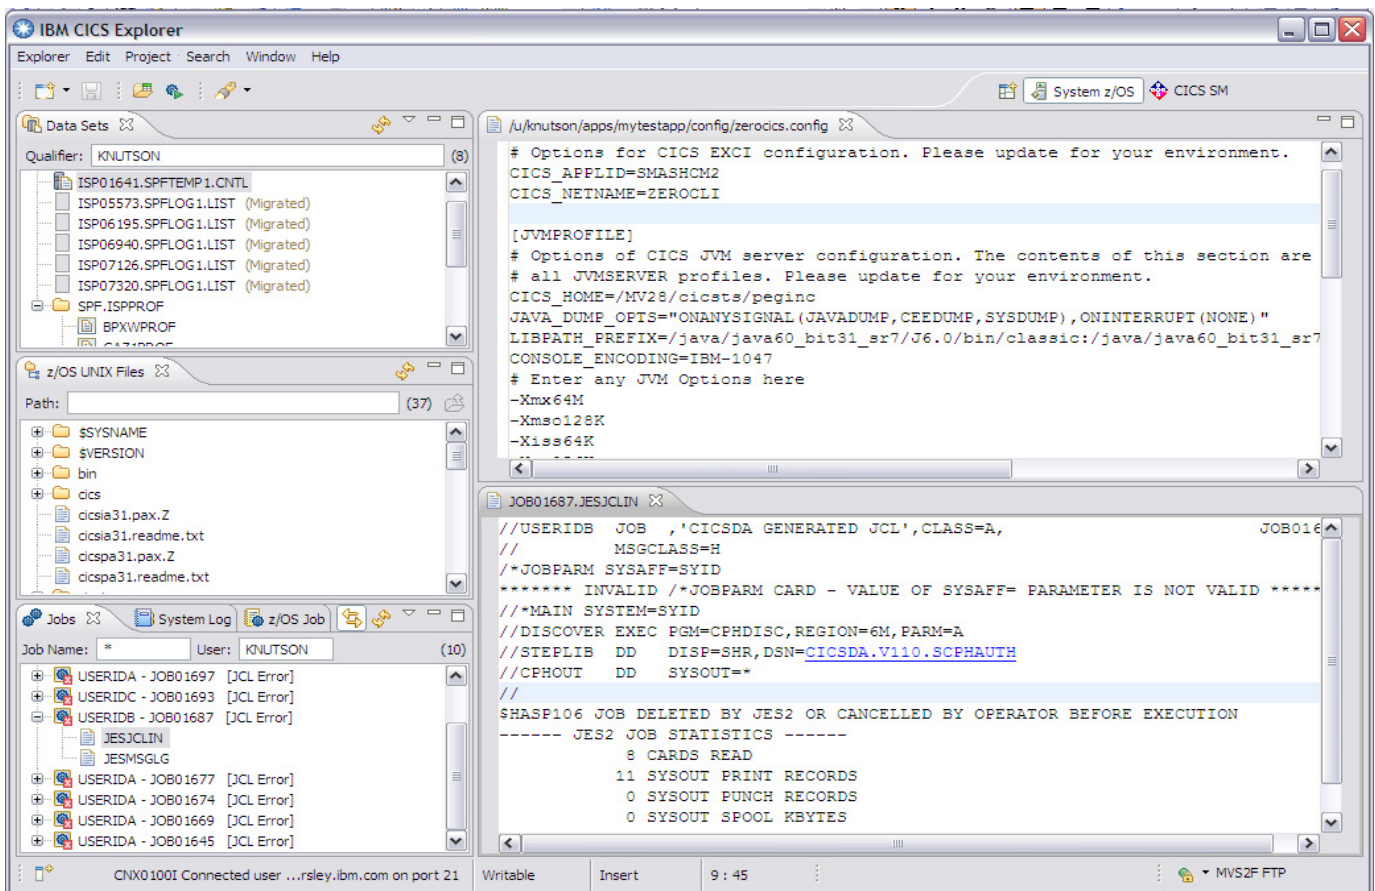 IBM CICS Explorer
Explorer Edit Project Search Window Help
System z/OS CICS SM
Data Sets
Qualifier: KNUTSON (8)
ISP01641.SPFTEMP1.CNTL
ISP05573.SPFLOG1.LIST (Migrated)
ISP06195.SPFLOG1.LIST (Migrated)
ISP06940.SPFLOG1.LIST (Migrated)
ISP07126.SPFLOG1.LIST (Migrated)
ISP07320.SPFLOG1.LIST (Migrated)
SPF.ISPPROF
BPXWPROF
z/OS UNIX Files
Path: (37)
$SYSNAME
$VERSION
bin
cics
cicsia31.pax.Z
cicsia31.readme.txt
cicspa31.pax.Z
cicspa31.readme.txt
Jobs System Log z/OS Job
Job Name: * User: KNUTSON (10)
USERIDA - JOB01697 [JCL Error]
USERIDC - JOB01693 [JCL Error]
USERIDB - JOB01687 [JCL Error]
JESJCLIN
JESMSGLG
USERIDA - JOB01677 [JCL Error]
USERIDA - JOB01674 [JCL Error]
USERIDA - JOB01669 [JCL Error]
USERIDA - JOB01645 [JCL Error]
/u/knutson/apps/mytestapp/config/zerocics.config
# Options for CICS EXCI configuration. Please update for your environment.
CICS_APPLID=SMASHCM2
CICS_NETNAME=ZEROCLI
[JVMPROFILE]
# Options of CICS JVM server configuration. The contents of this section are
# all JVMSERVER profiles. Please update for your environment.
CICS_HOME=/MV28/cicsts/peginc
JAVA_DUMP_OPTS="ONANYSIGNAL(JAVADUMP,CEEDUMP,SYSDUMP),ONINTERRUPT(NONE)"
LIBPATH_PREFIX=/java/java60_bit31_sr7/J6.0/bin/classic:/java/java60_bit31_sr7
CONSOLE_ENCODING=IBM-1047
# Enter any JVM Options here
-Xmx64M
-Xmso128K
-Xiss64K
JOB01687.JESJCLIN
//USERIDB JOB ,'CICSDA GENERATED JCL',CLASS=A, JOB016
// MSGCLASS=H
/*JOBPARM SYSAFF=SYID
******* INVALID /*JOBPARM CARD - VALUE OF SYSAFF= PARAMETER IS NOT VALID *****
//*MAIN SYSTEM=SYID
//DISCOVER EXEC PGM=CPHDISC,REGION=6M,PARM=A
//STEPLIB DD DISP=SHR,DSN=CICSDA.V110.SCPHAUTH
//CPHOUT DD SYSOUT=*
//
$HASP106 JOB DELETED BY JES2 OR CANCELLED BY OPERATOR BEFORE EXECUTION
------ JES2 JOB STATISTICS ------
8 CARDS READ
11 SYSOUT PRINT RECORDS
0 SYSOUT PUNCH RECORDS
0 SYSOUT SPOOL KBYTES
CNX0100I Connected user ...rsley.ibm.com on port 21 Writable Insert 9 : 45 MVS2F FTP